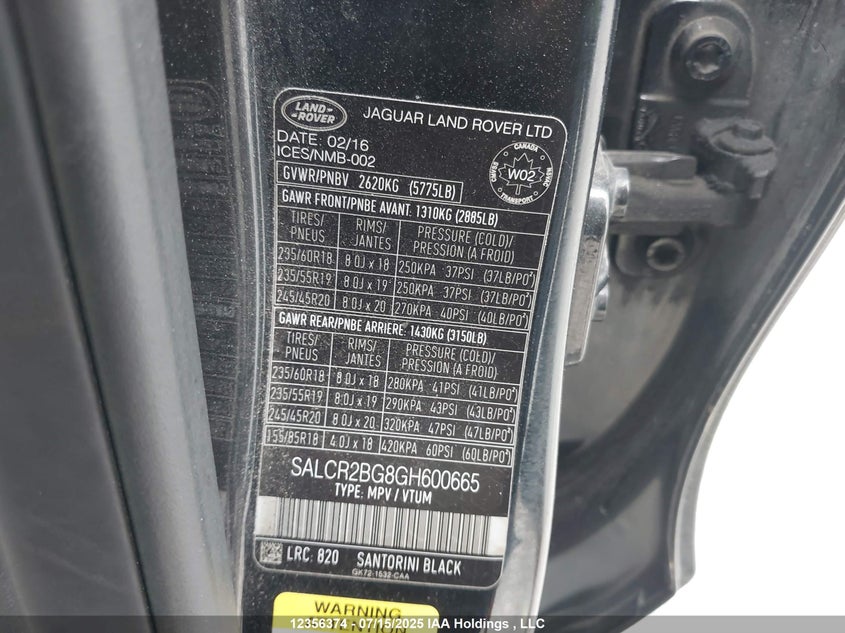 LAND-
-ROVER
JAGUAR LAND ROVER LTD
DATE: 02/16
ICES/NMB-002
CANADA
W02
TRANSPORT
GVWR/PNBV 2620KG (5775LB)
GAWR FRONT/PNBE AVANT: 1310KG (2885LB)
TIRES/ RIMS/ PRESSURE (COLD)/
PNEUS JANTES PRESSION (A FROID)
235/60R18 8.0J x 18 250KPA 37PSI (37LB/PO²)
235/55R19 8.0J x 19 250KPA 37PSI (37LB/PO²)
245/45R20 8.0J x 20 270KPA 40PSI (40LB/PO²)
GAWR REAR/PNBE ARRIERE: 1430KG (3150LB)
TIRES/ RIMS/ PRESSURE (COLD)/
PNEUS JANTES PRESSION (A FROID)
235/60R18 8.0J x 18 280KPA 41PSI (41LB/PO²)
235/55R19 8.0J x 19 290KPA 43PSI (43LB/PO²)
245/45R20 8.0J x 20 320KPA 47PSI (47LB/PO²)
155/85R18 4.0J x 18 420KPA 60PSI (60LB/PO²)
SALCR2BG8GH600665
TYPE: MPV / VTUM
LRC: 820 SANTORINI BLACK
GK72-1532-CAA
WARNING
12356374 , 07/15/2025 IAA Holdings , LLC